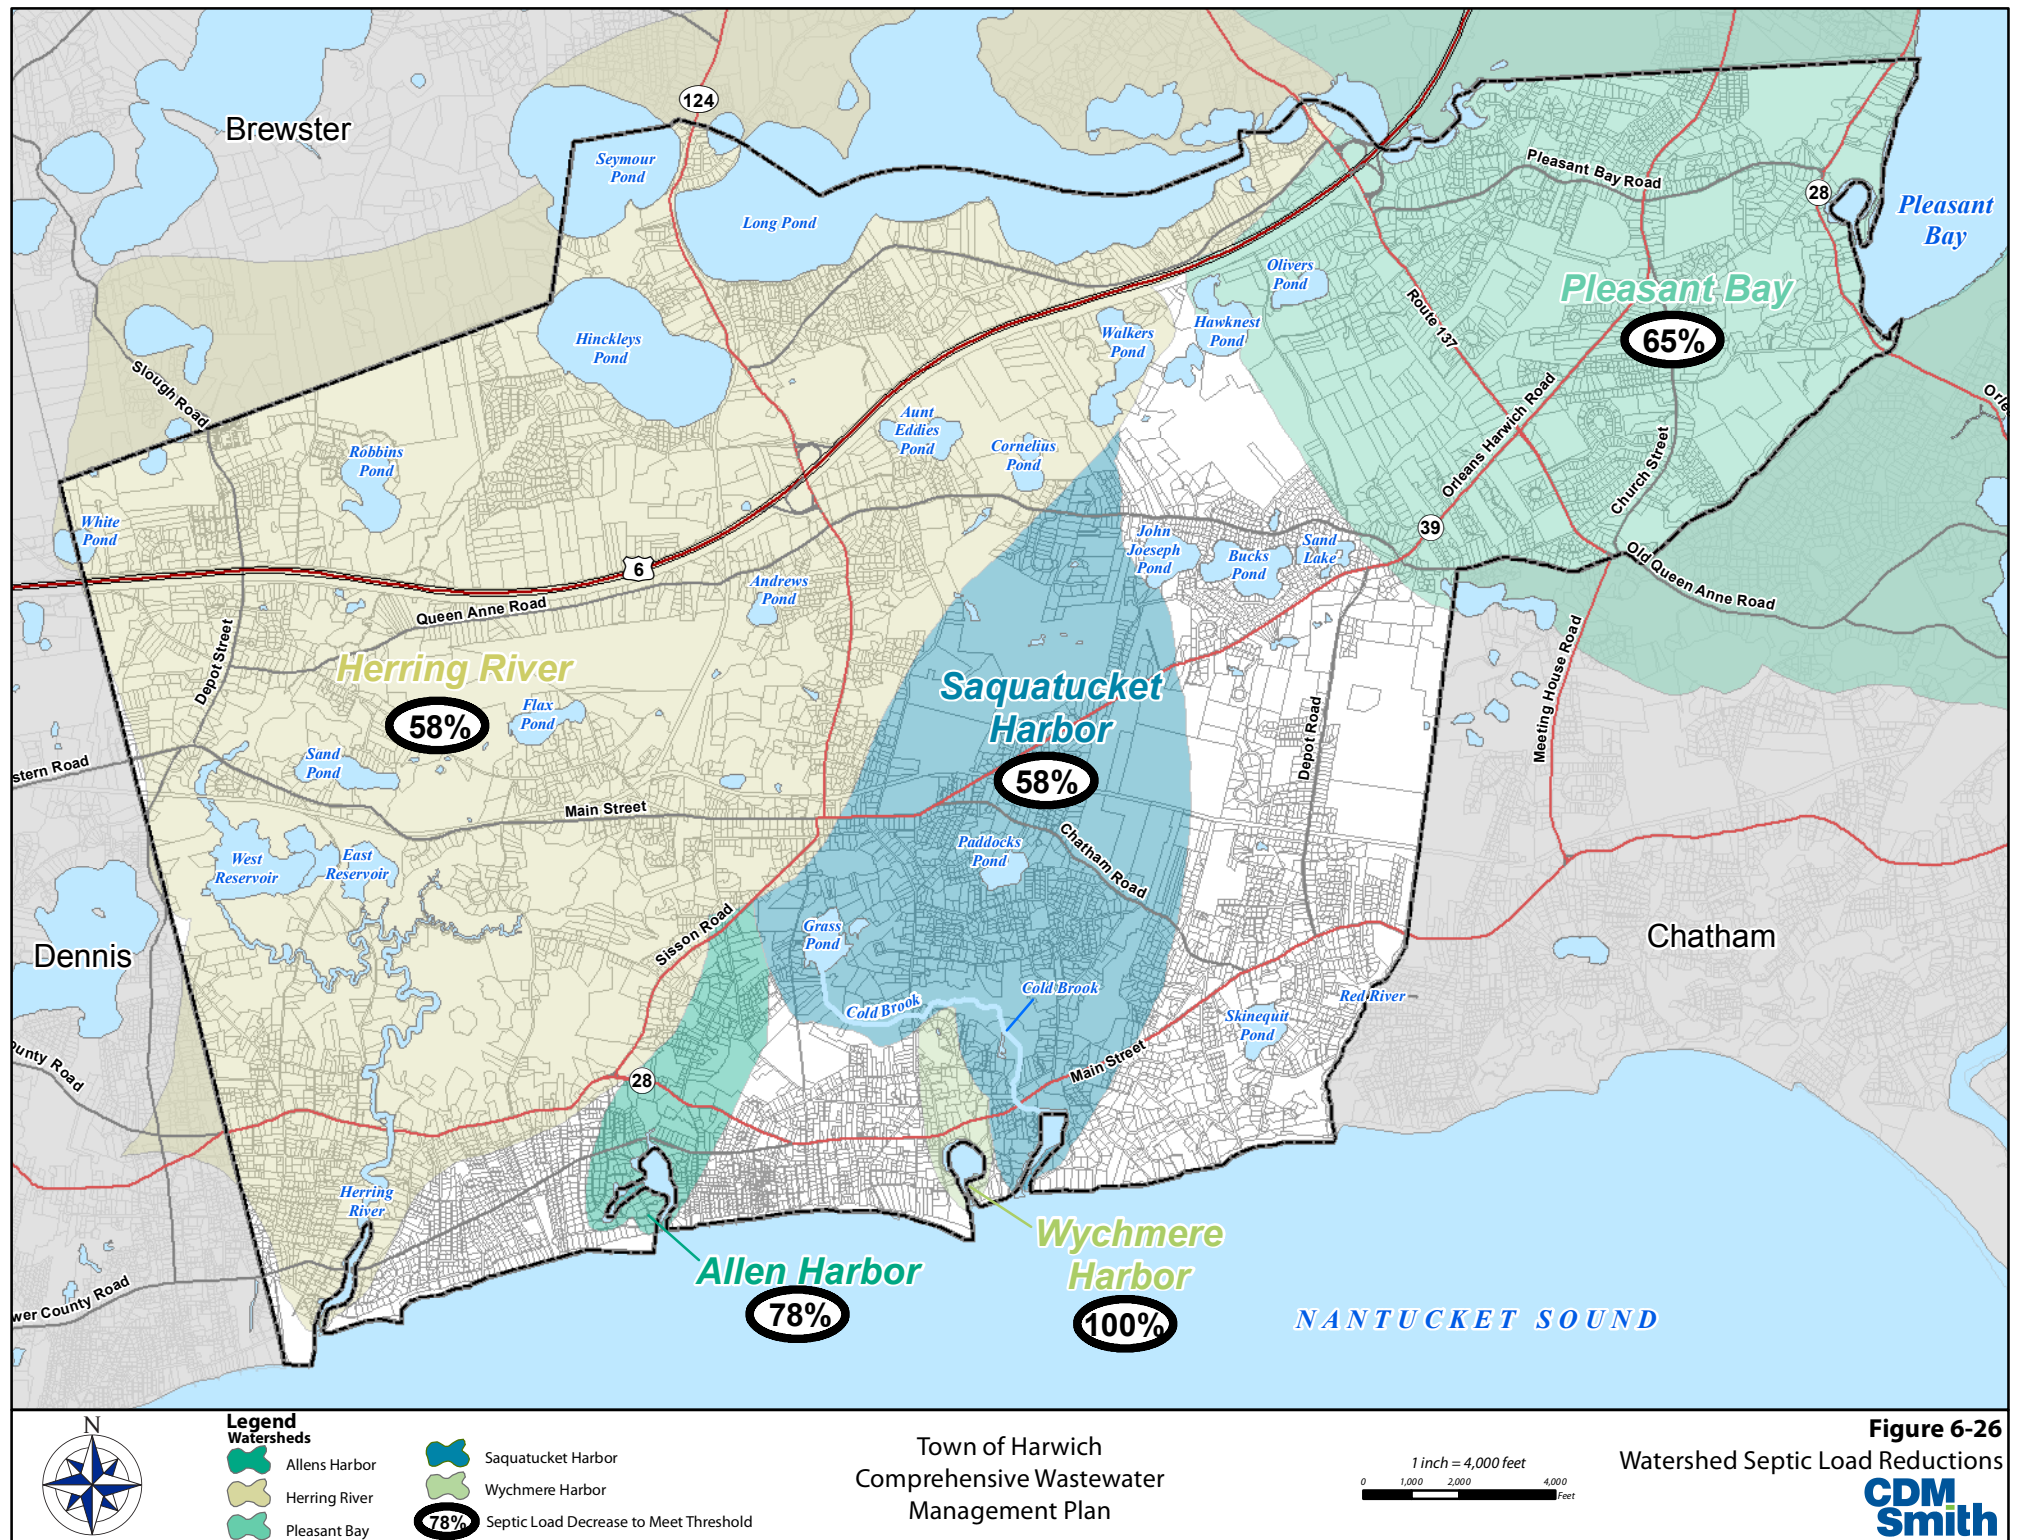 Brewster
124
Seymour
Pond
Long Pond
Pleasant Bay Road
28
Pleasant
Bay
Olivers
Pond
Pleasant Bay
65%
Hawknest
Pond
Walkers
Pond
Route 137
Hinckleys
Pond
Slough Road
Orleans Harwich Road
Church Street
Aunt
Eddies
Pond
Cornelius
Pond
Robbins
Pond
White
Pond
39
John
Joeseph
Pond
Bucks
Pond
Sand
Lake
Old Queen Anne Road
6
Andrews
Pond
Queen Anne Road
Depot Street
Herring River
58%
Flax
Pond
Saquatucket
Harbor
58%
Meeting House Road
Depot Road
stern Road
Sand
Pond
Main Street
Paddocks
Pond
Chatham Road
West
Reservoir
East
Reservoir
Sisson Road
Grass
Pond
Dennis
Chatham
Cold Brook
Cold Brook
Red River
Skinequit
Pond
Main Street
ounty Road
28
Herring
River
Wychmere
Harbor
100%
Allen Harbor
78%
wer County Road
NANTUCKET SOUND
Orle
N
Legend
Watersheds
Allens Harbor
Herring River
Pleasant Bay
Saquatucket Harbor
Wychmere Harbor
78% Septic Load Decrease to Meet Threshold
Town of Harwich
Comprehensive Wastewater
Management Plan
1 inch = 4,000 feet
0 1,000 2,000 4,000
Feet
Figure 6-26
Watershed Septic Load Reductions
CDM
Smith